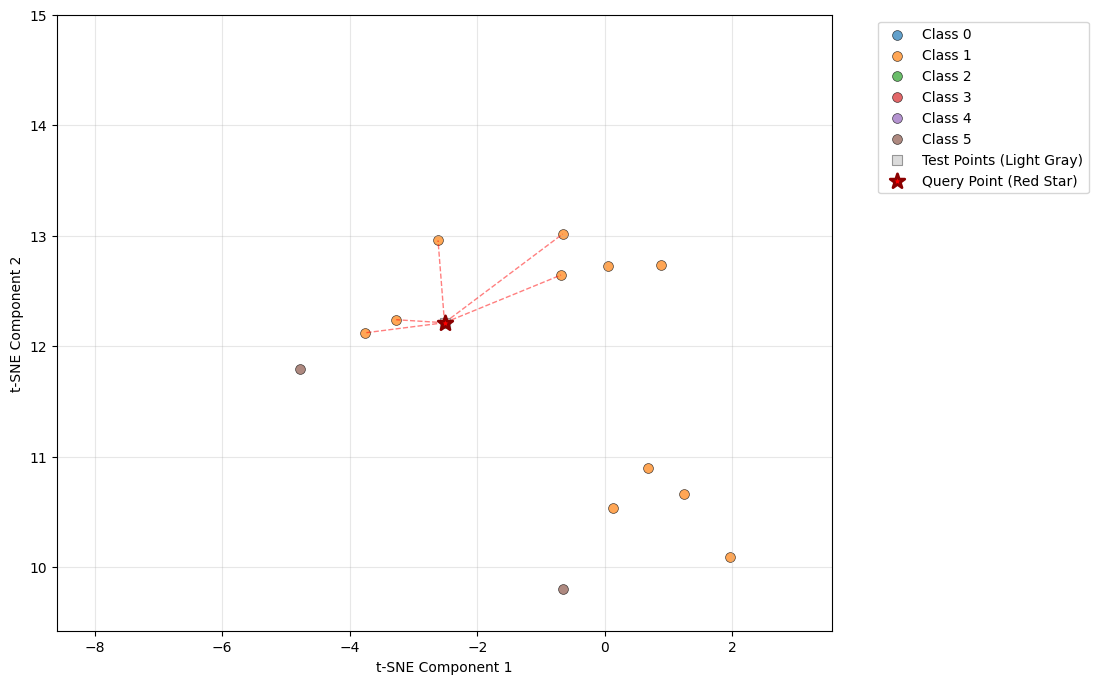 15
14
13
12
11
10
t-SNE Component 2
−8
−6
−4
−2
0
2
t-SNE Component 1
Class 0
Class 1
Class 2
Class 3
Class 4
Class 5
Test Points (Light Gray)
Query Point (Red Star)